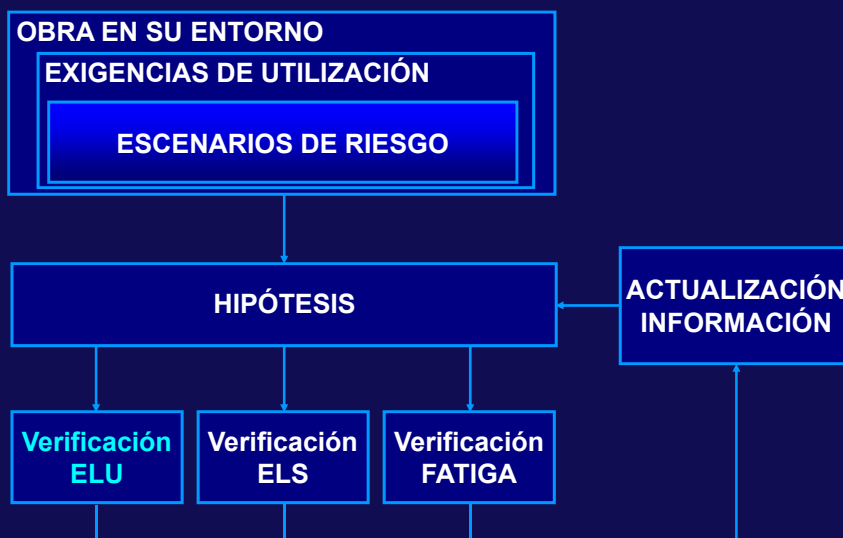 OBRA EN SU ENTORNO
EXIGENCIAS DE UTILIZACIÓN
ESCENARIOS DE RIESGO
HIPÓTESIS
ACTUALIZACIÓN
INFORMACIÓN
Verificación
ELU
Verificación
ELS
Verificación
FATIGA